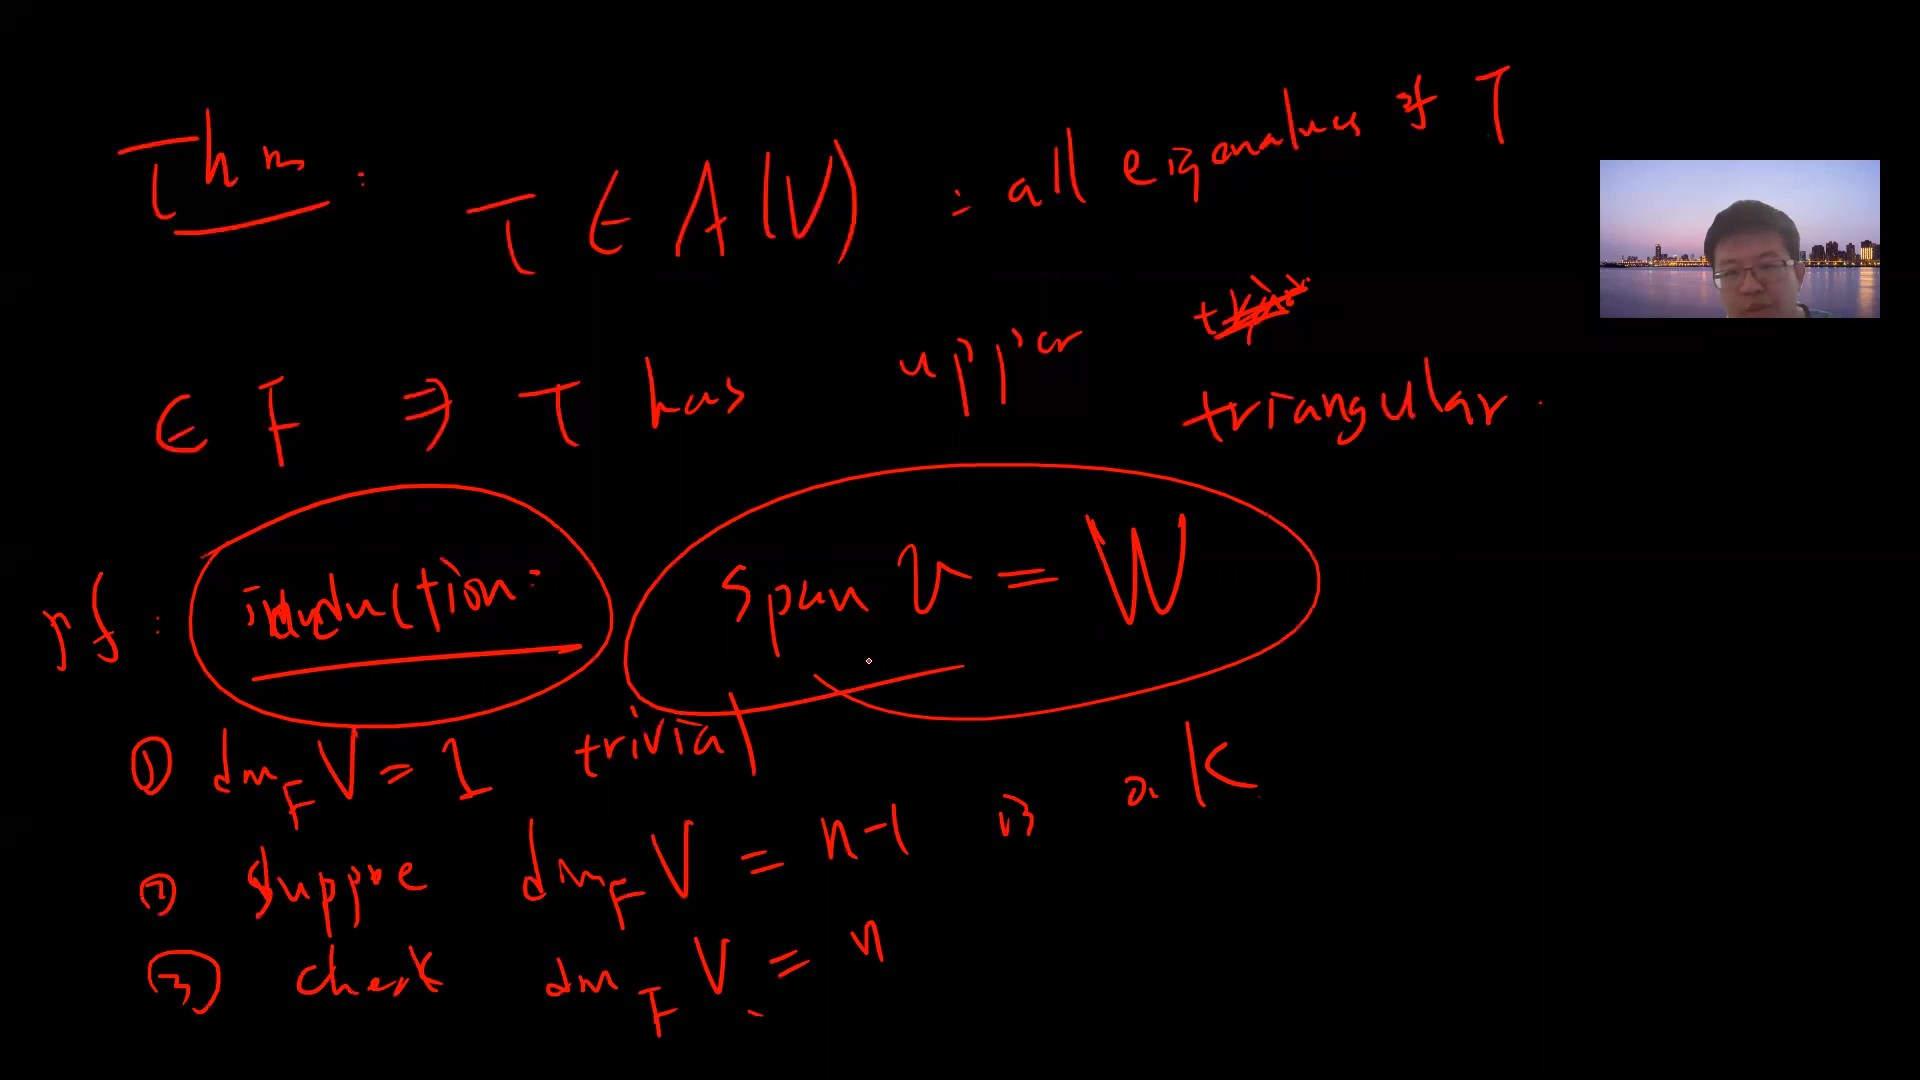 Thm : T ∈ A(V) : all eigenvalues of T
∈ F ⇒ T has upper
triangular.
pf : induction : span v = W
① dim_F V = 1 trivial
② suppose dim_F V = n-1 is ok
③ check dim_F V = n